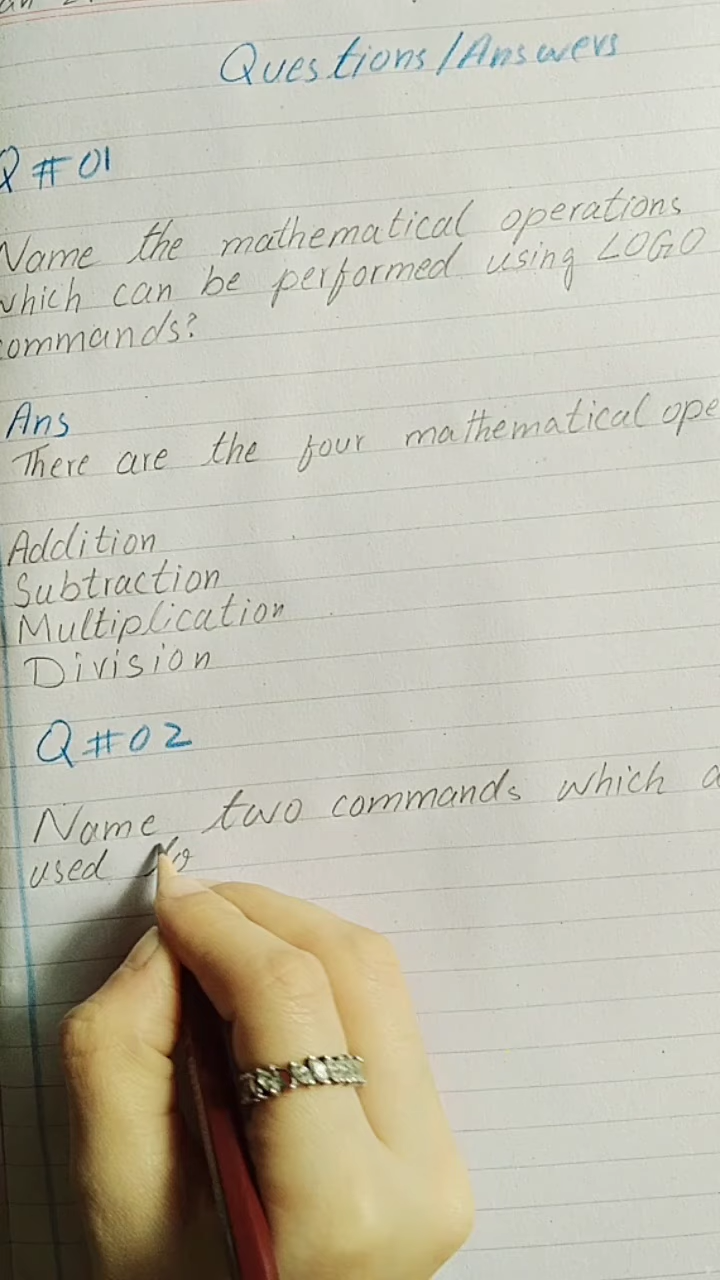 Questions/Answers
Q # 01
Name the mathematical operations
which can be performed using LOGO
commands?
Ans
There are the four mathematical ope
Addition
Subtraction
Multiplication
Division
Q # 02
Name two commands which a
used to